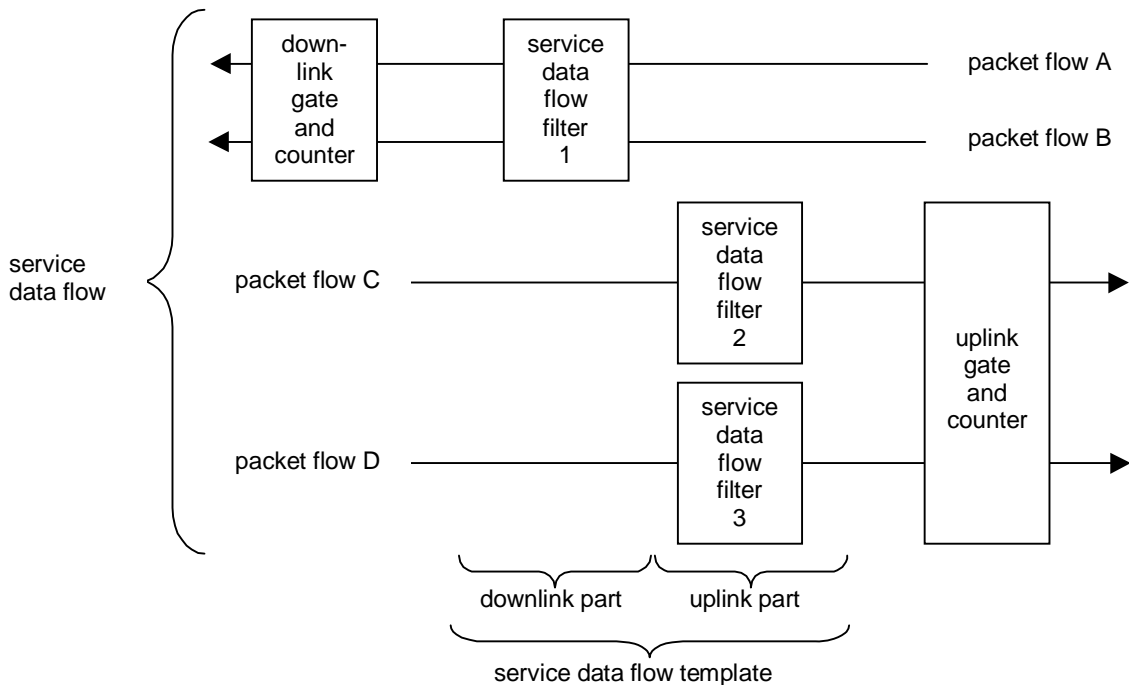 down-
link
gate
and
counter
service
data
flow
filter
1
packet flow A
packet flow B
service
data flow
packet flow C
service
data
flow
filter
2
uplink
gate
and
counter
packet flow D
service
data
flow
filter
3
downlink part
uplink part
service data flow template